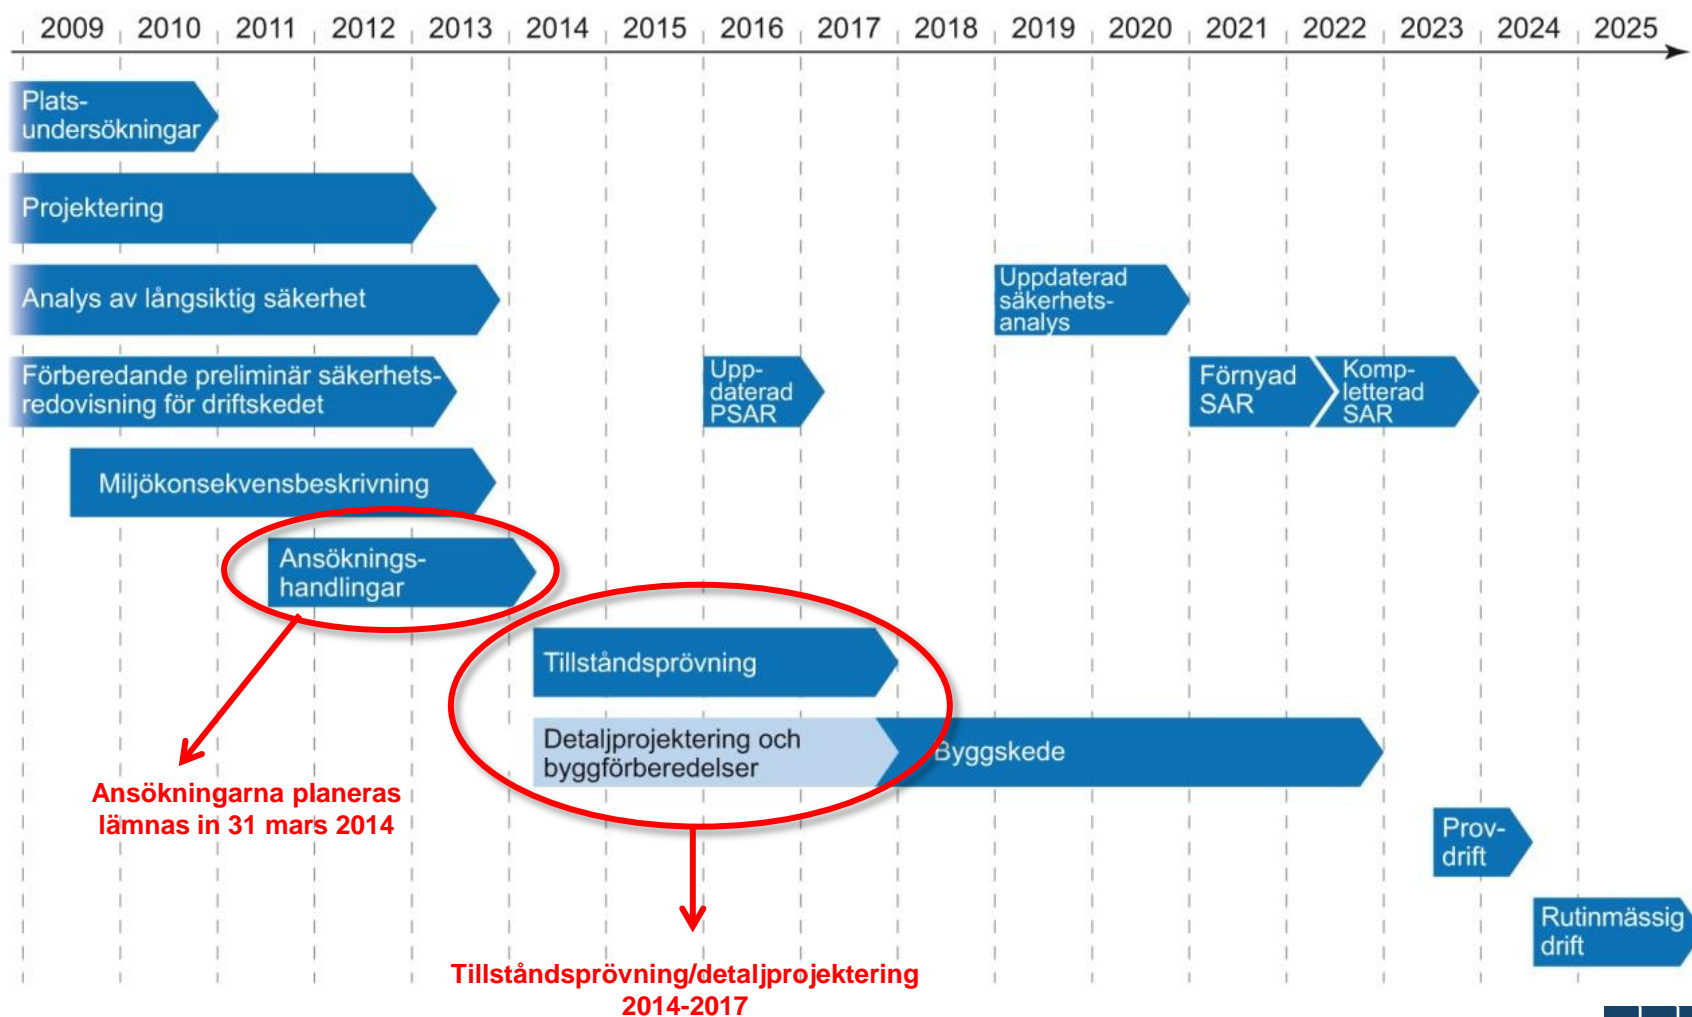 2009 2010 2011 2012 2013 2014 2015 2016 2017 2018 2019 2020 2021 2022 2023 2024 2025
Plats-
undersökningar
Projektering
Analys av långsiktig säkerhet
Uppdaterad
säkerhets-
analys
Förberedande preliminär säkerhets-
redovisning för driftskedet
Upp-
daterad
PSAR
Förnyad
SAR
Komp-
letterad
SAR
Miljökonsekvensbeskrivning
Ansöknings-
handlingar
Tillståndsprövning
Detaljprojektering och
byggförberedelser
Byggskede
Ansökningarna planeras
lämnas in 31 mars 2014
Prov-
drift
Rutinmässig
drift
Tillståndsprövning/detaljprojektering
2014-2017